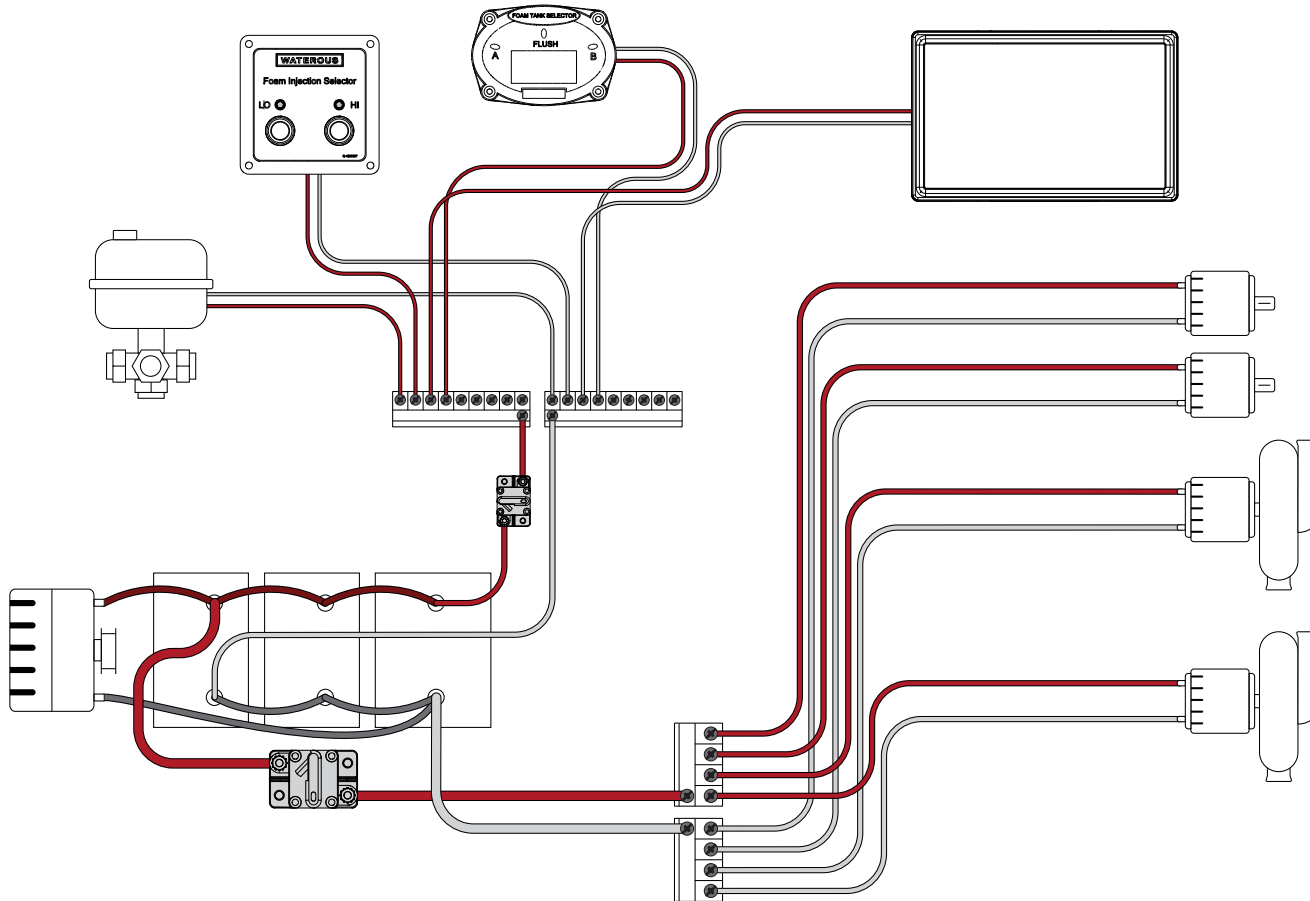 FOAM TANK SELECTOR
FLUSH
A
B
WATEROUS
Foam Injection Selector
LO
HI